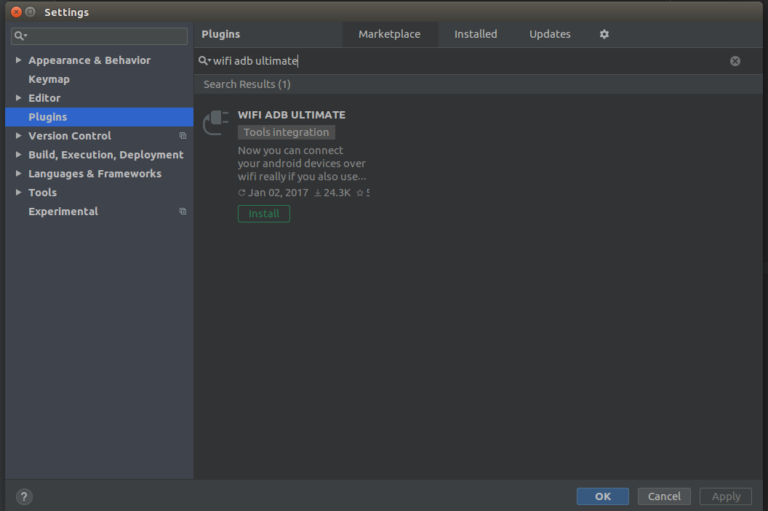 Settings
Plugins
Marketplace
Installed
Updates
Appearance & Behavior
Keymap
Editor
Plugins
Version Control
Build, Execution, Deployment
Languages & Frameworks
Tools
Experimental
wifi adb ultimate
Search Results (1)
WIFI ADB ULTIMATE
Tools integration
Now you can connect
your android devices over
wifi really if you also use...
Jan 02, 2017 24.3K 5
Install
?
OK
Cancel
Apply